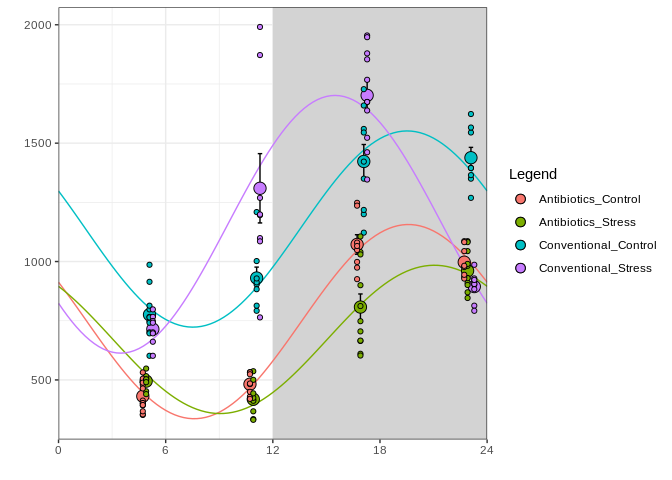 2000
1500
1000
500
0 6 12 18 24
Legend
Antibiotics_Control
Antibiotics_Stress
Conventional_Control
Conventional_Stress